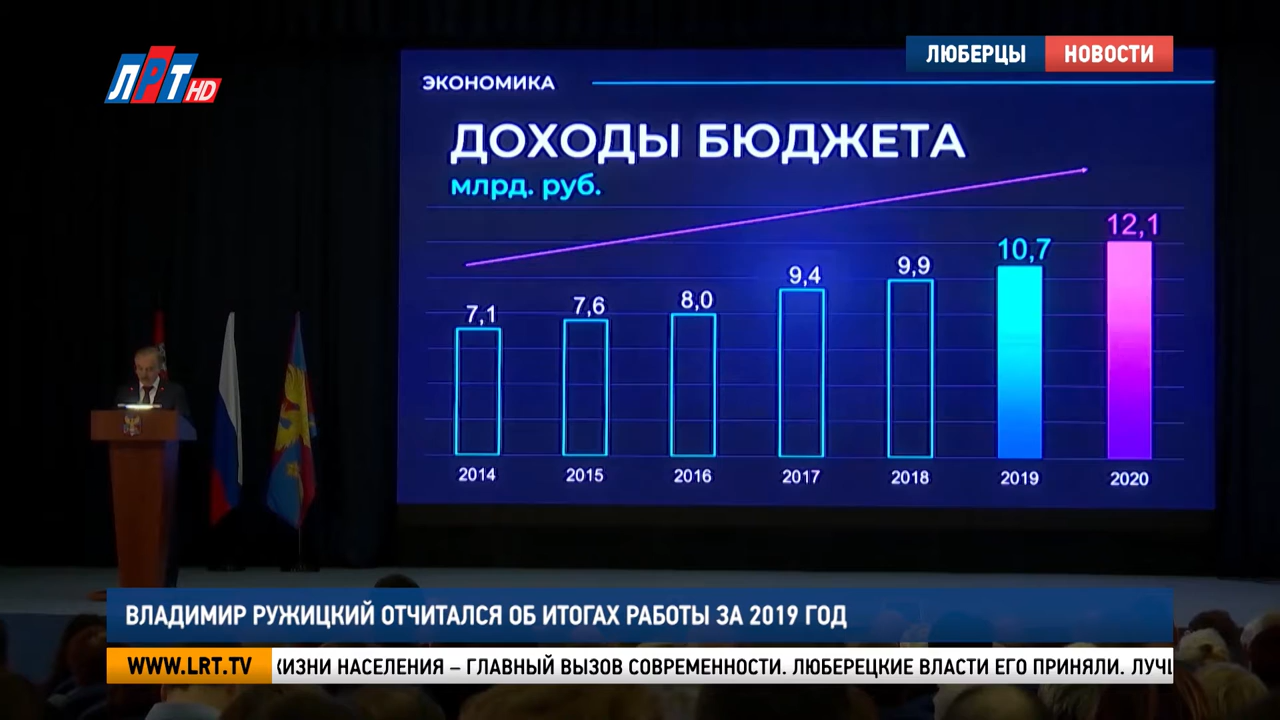 ЛРТ HD
ЛЮБЕРЦЫ НОВОСТИ
ЭКОНОМИКА
ДОХОДЫ БЮДЖЕТА
млрд. руб.
7,1 7,6 8,0 9,4 9,9 10,7 12,1
2014 2015 2016 2017 2018 2019 2020
ВЛАДИМИР РУЖИЦКИЙ ОТЧИТАЛСЯ ОБ ИТОГАХ РАБОТЫ ЗА 2019 ГОД
WWW.LRT.TV ЖИЗНИ НАСЕЛЕНИЯ – ГЛАВНЫЙ ВЫЗОВ СОВРЕМЕННОСТИ. ЛЮБЕРЕЦКИЕ ВЛАСТИ ЕГО ПРИНЯЛИ.